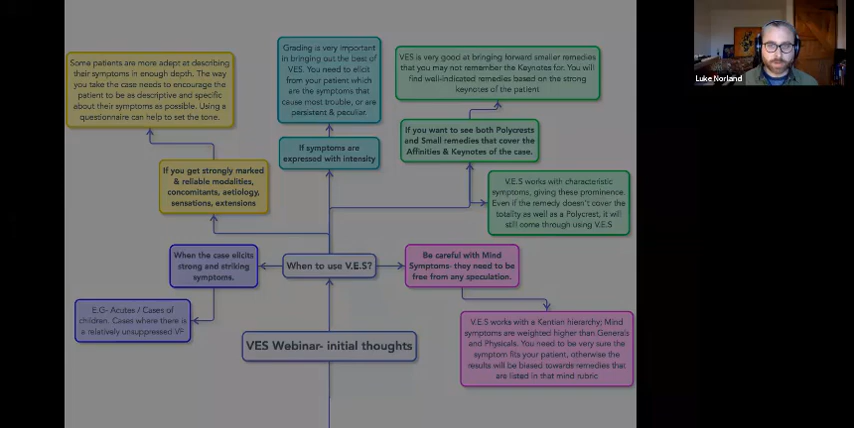 Some patients are more adept at describing
their symptoms in enough depth. The way
you take the case needs to encourage the
patient to be as descriptive and specific
about their symptoms as possible. Using a
questionnaire can help to set the tone.
Grading is very important
in bringing out the best of
VES. You need to elicit
from your patient which
are the symptoms that
cause most trouble, or are
persistent & peculiar
VES is very good at bringing forward smaller remedies
that you may not remember the Keynotes for. You will
find well-indicated remedies based on the strong
keynotes of the patient
If you get strongly marked
& reliable modalities,
concomitants, aetiology,
sensations, extensions
If symptoms are
expressed with intensity
If you want to see both Polycrests
and Small remedies that cover the
Affinities & Keynotes of the case.
V.E.S works with characteristic
symptoms, giving these prominence.
Even if the remedy doesn't cover the
totality as well as a Polycrest, it will
still come through using V.E.S
When the case elicits
strong and striking
symptoms.
When to use V.E.S?
Be careful with Mind
Symptoms- they need to be
free from any speculation.
E.G- Acutes / Cases of
children. Cases where there is
a relatively unsuppressed VF
VES Webinar- initial thoughts
V.E.S works with a Kentian hierarchy; Mind
symptoms are weighted higher than Generals
and Physicals. You need to be very sure the
symptom fits your patient, otherwise the
results will be biased towards remedies that
are listed in that mind rubric
Luke Norland